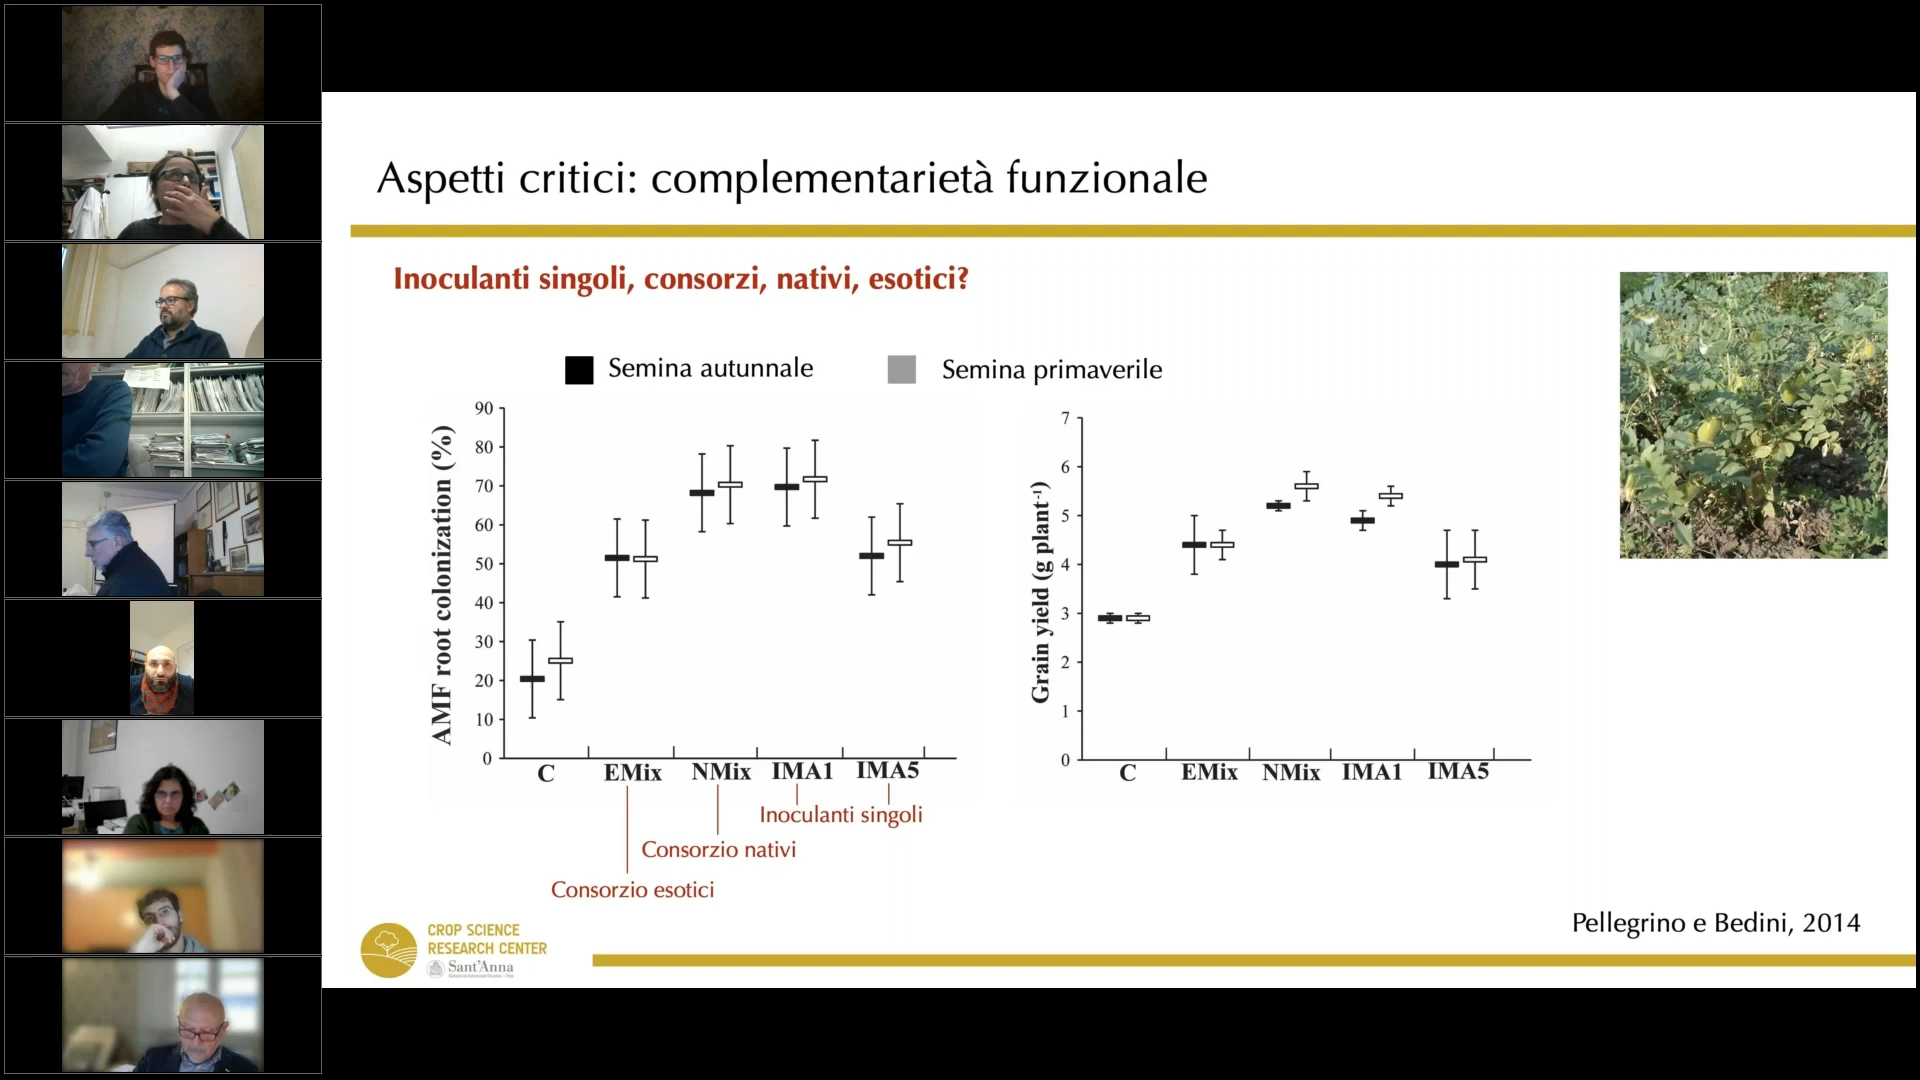 Aspetti critici: complementarietà funzionale
Inoculanti singoli, consorzi, nativi, esotici?
Semina autunnale
Semina primaverile
AMF root colonization (%)
90
80
70
60
50
40
30
20
10
0
C
EMix
NMix
IMA1
IMA5
Inoculanti singoli
Consorzio nativi
Consorzio esotici
Grain yield (g plant⁻¹)
7
6
5
4
3
2
1
0
C
EMix
NMix
IMA1
IMA5
Pellegrino e Bedini, 2014
CROP SCIENCE
RESEARCH CENTER
Sant'Anna